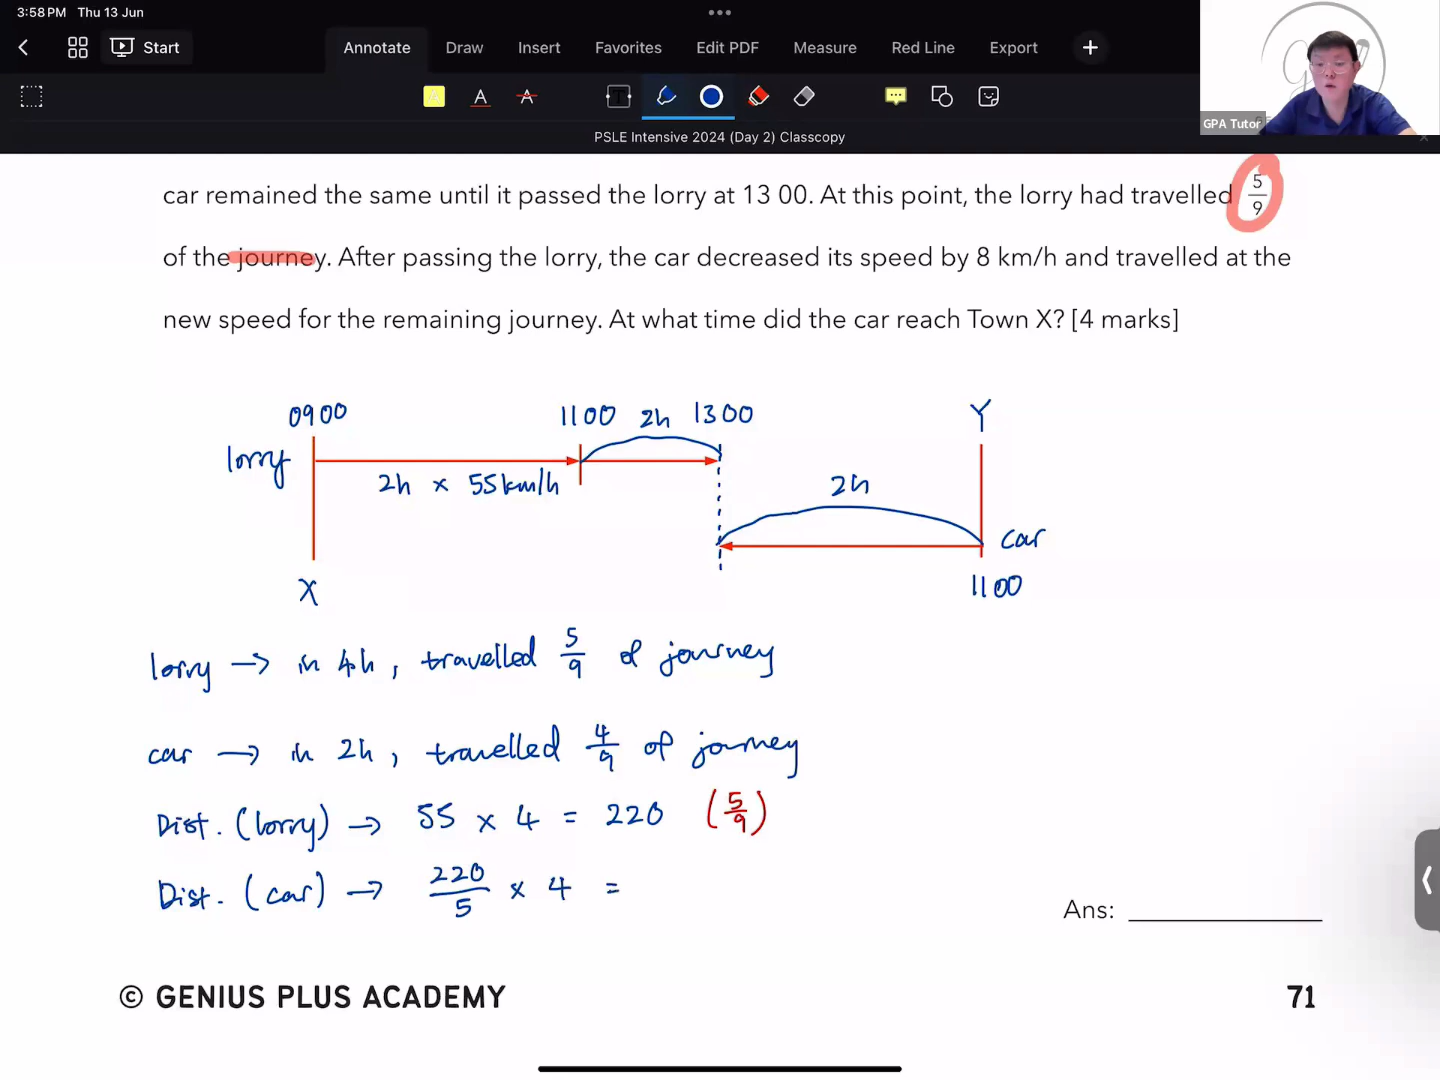 3:58 PM Thu 13 Jun
Start
Annotate Draw Insert Favorites Edit PDF Measure Red Line Export
GPA Tutor
PSLE Intensive 2024 (Day 2) Classcopy
car remained the same until it passed the lorry at 13 00. At this point, the lorry had travelled 5/9
of the journey. After passing the lorry, the car decreased its speed by 8 km/h and travelled at the
new speed for the remaining journey. At what time did the car reach Town X? [4 marks]
0900 1100 2h 1300 Y
lorry
2h x 55km/h 2h
car
X 1100
lorry → in 4h, travelled 5/9 of journey
car → in 2h, travelled 4/9 of journey
Dist. (lorry) → 55 x 4 = 220 (5/9)
Dist. (car) → 220/5 x 4 =
Ans:
© GENIUS PLUS ACADEMY 71